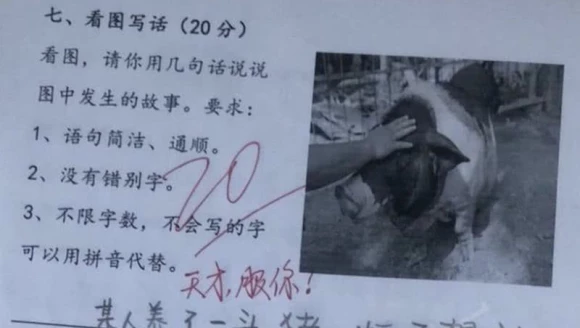 七、看图写话（20分）
看图，请你用几句话说说
图中发生的故事。要求：
1、语句简洁、通顺。
2、没有错别字。
20
3、不限字数，不会写的字
可以用拼音代替。
天才，服你！
某人养了一头猪